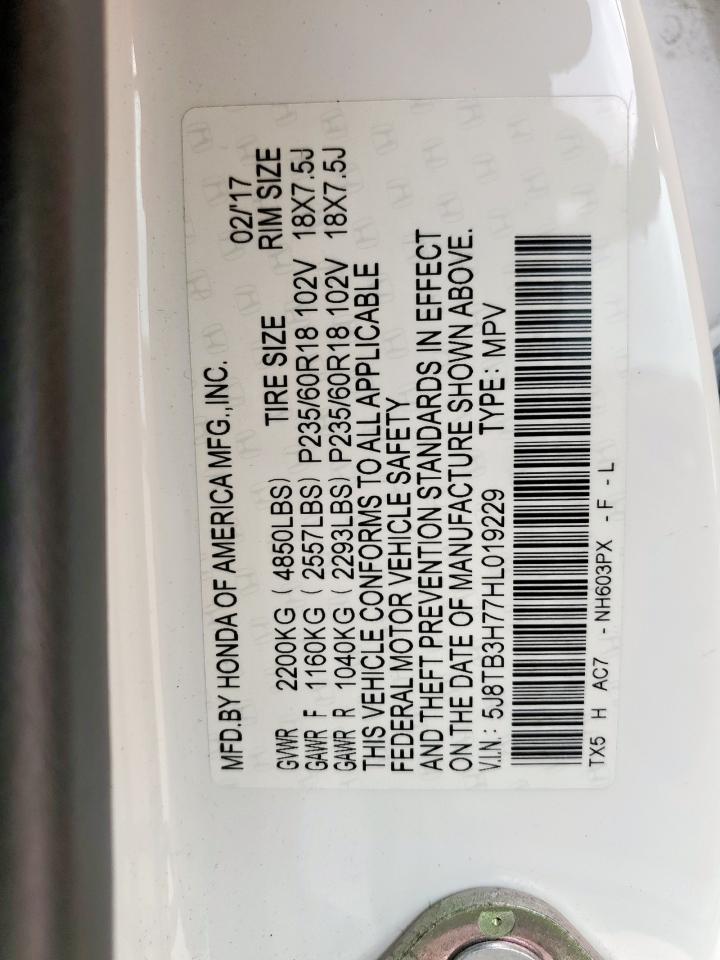 MFD.BY HONDA OF AMERICA MFG.,INC. 02/'17
GVWR 2200KG ( 4850LBS) TIRE SIZE RIM SIZE
GAWR F 1160KG ( 2557LBS) P235/60R18 102V 18X7.5J
GAWR R 1040KG ( 2293LBS) P235/60R18 102V 18X7.5J
THIS VEHICLE CONFORMS TO ALL APPLICABLE
FEDERAL MOTOR VEHICLE SAFETY
AND THEFT PREVENTION STANDARDS IN EFFECT
ON THE DATE OF MANUFACTURE SHOWN ABOVE.
V.I.N.: 5J8TB3H77HL019229 TYPE: MPV
TX5 H AC7 - NH603PX - F - L